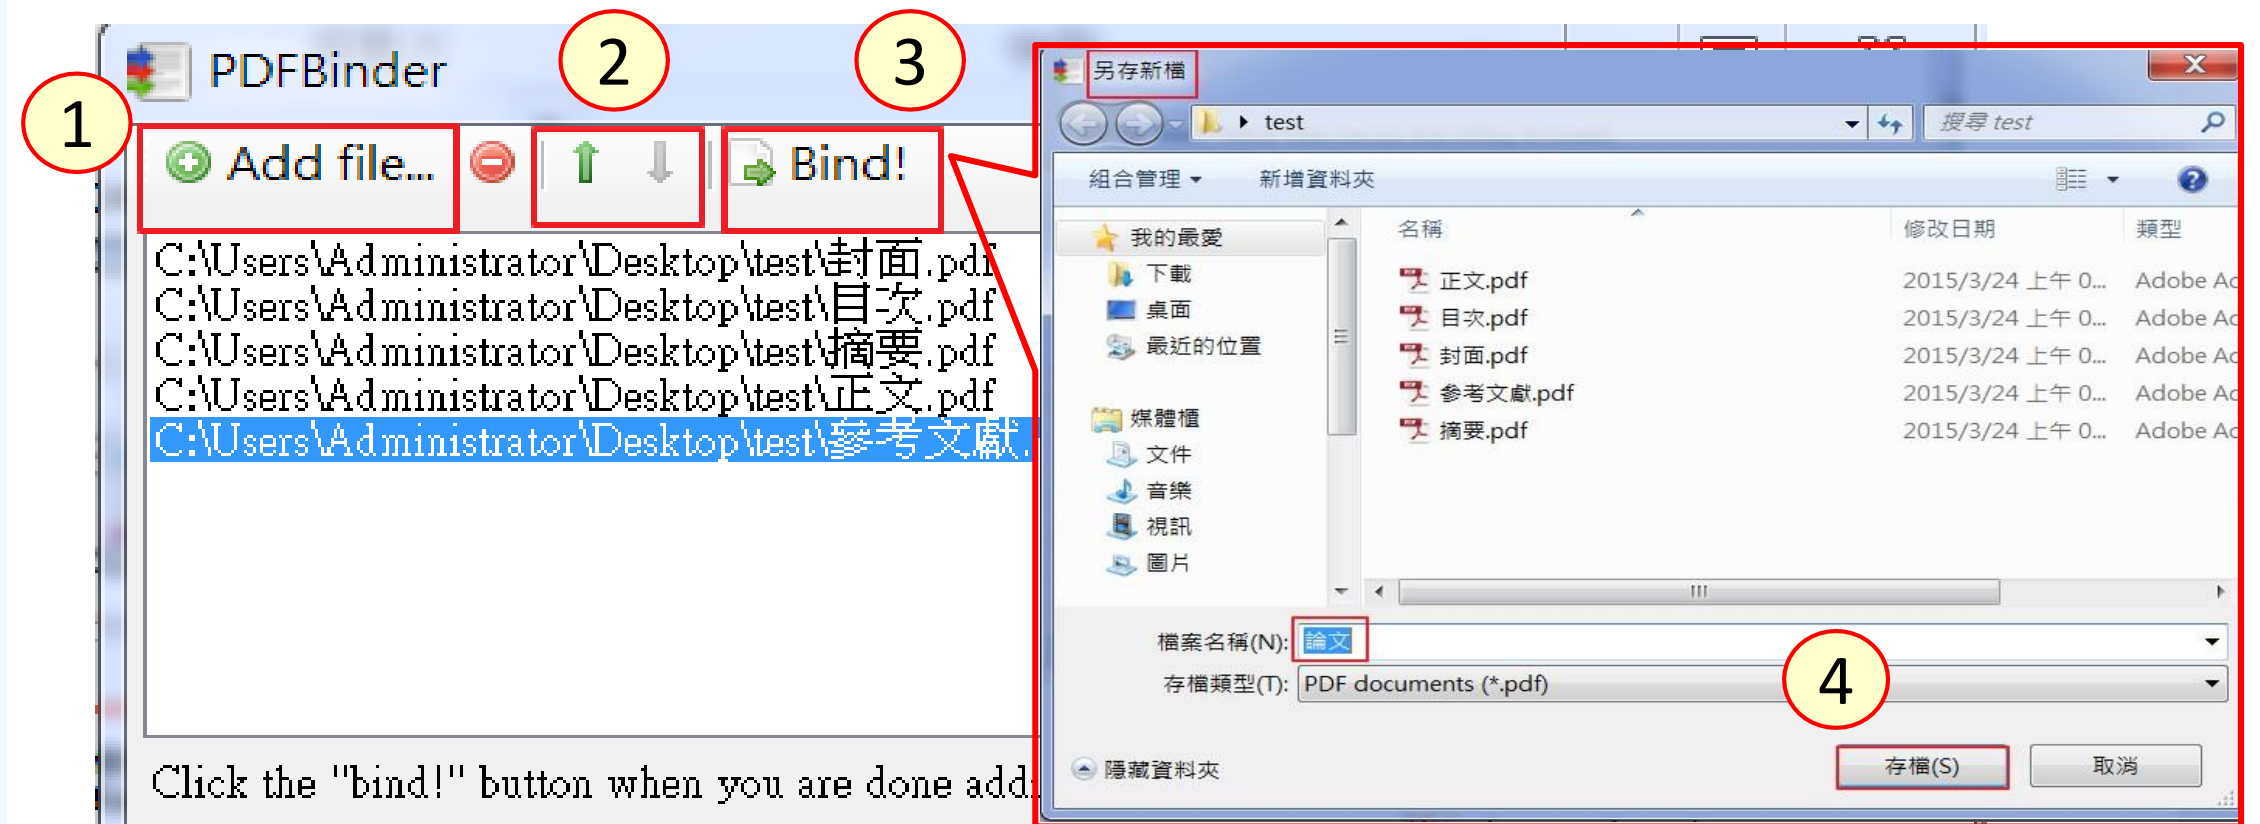 PDFBinder
1
2
3
Add file...
Bind!
C:\Users\Administrator\Desktop\test\封面.pdf
C:\Users\Administrator\Desktop\test\目次.pdf
C:\Users\Administrator\Desktop\test\摘要.pdf
C:\Users\Administrator\Desktop\test\正文.pdf
C:\Users\Administrator\Desktop\test\參考文獻.
Click the "bind!" button when you are done add
另存新檔
test
搜尋 test
組合管理
新增資料夾
我的最愛
下載
桌面
最近的位置
媒體櫃
文件
音樂
視訊
圖片
名稱 修改日期 類型
正文.pdf 2015/3/24 上午 0... Adobe Ac
目次.pdf 2015/3/24 上午 0... Adobe Ac
封面.pdf 2015/3/24 上午 0... Adobe Ac
參考文獻.pdf 2015/3/24 上午 0... Adobe Ac
摘要.pdf 2015/3/24 上午 0... Adobe Ac
檔案名稱(N): 論文
存檔類型(T): PDF documents (*.pdf)
4
隱藏資料夾
存檔(S)
取消